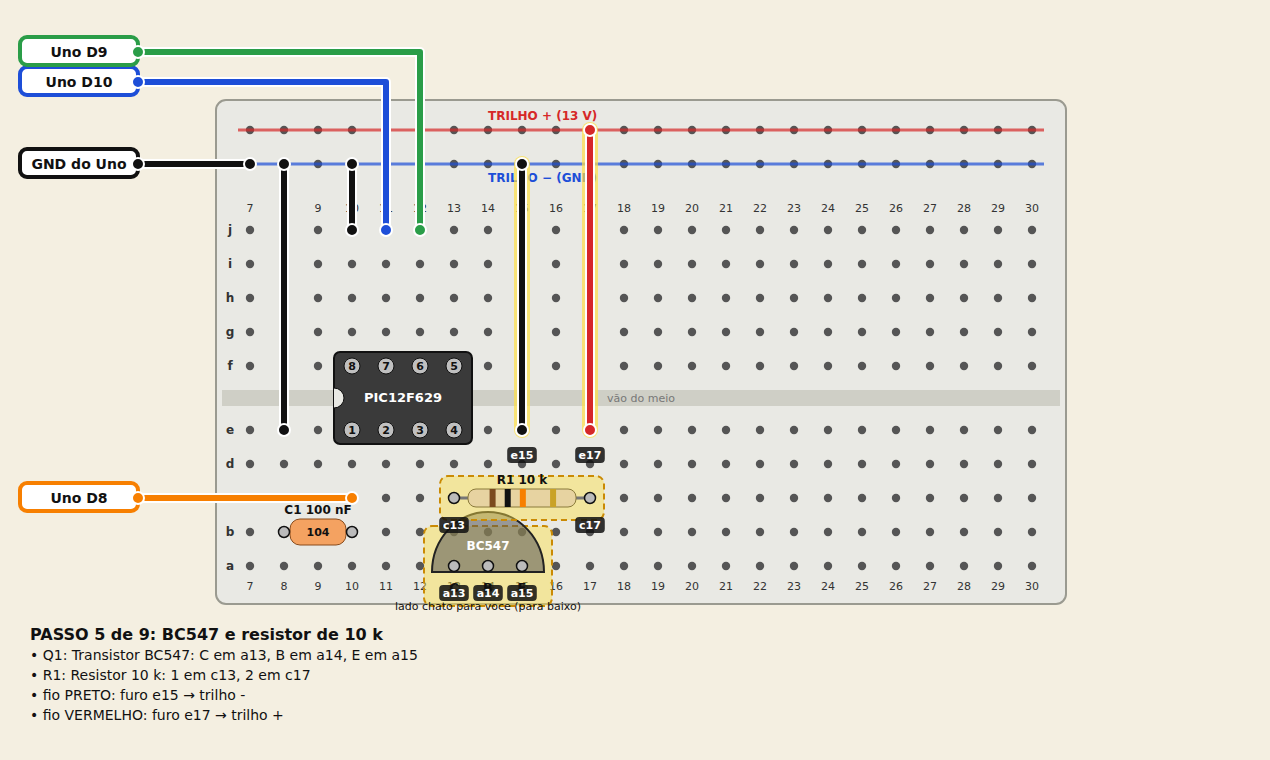 Uno D9
Uno D10
TRILHO + (13 V)
GND do Uno
TRILHO − (GND)
7 9 13 14 16 18 19 20 21 22 23 24 25 26 27 28 29 30
j
i
h
g
f
8 7 6 5
PIC12F629
vão do meio
e
1 2 3 4
e15 e17
d
R1 10 k
Uno D8
C1 100 nF
c13 c17
b
104
BC547
a
7 8 9 10 11 12 16 17 18 19 20 21 22 23 24 25 26 27 28 29 30
a13 a14 a15
lado chato para voce (para baixo)
PASSO 5 de 9: BC547 e resistor de 10 k
• Q1: Transistor BC547: C em a13, B em a14, E em a15
• R1: Resistor 10 k: 1 em c13, 2 em c17
• fio PRETO: furo e15 → trilho -
• fio VERMELHO: furo e17 → trilho +